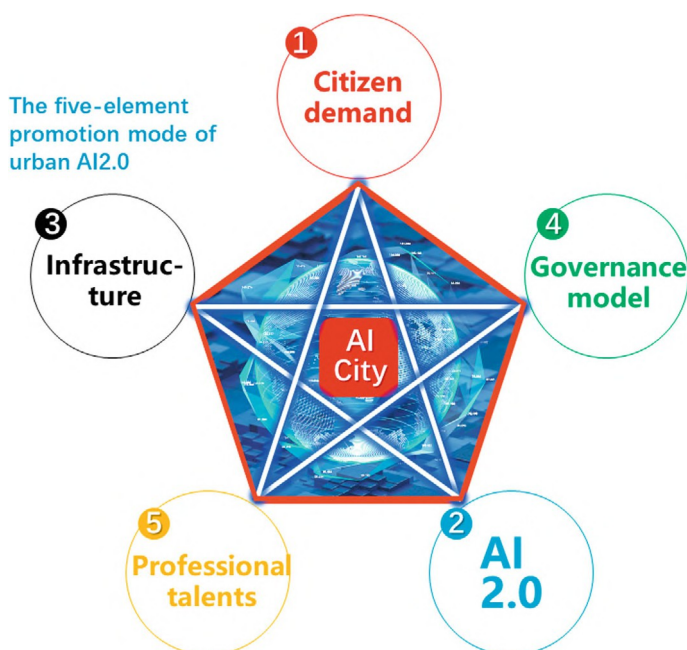 1
Citizen
demand
The five-element
promotion mode of
urban AI2.0
3
Infrastruc-
ture
4
Governance
model
AI
City
5
Professional
talents
2
AI
2.0